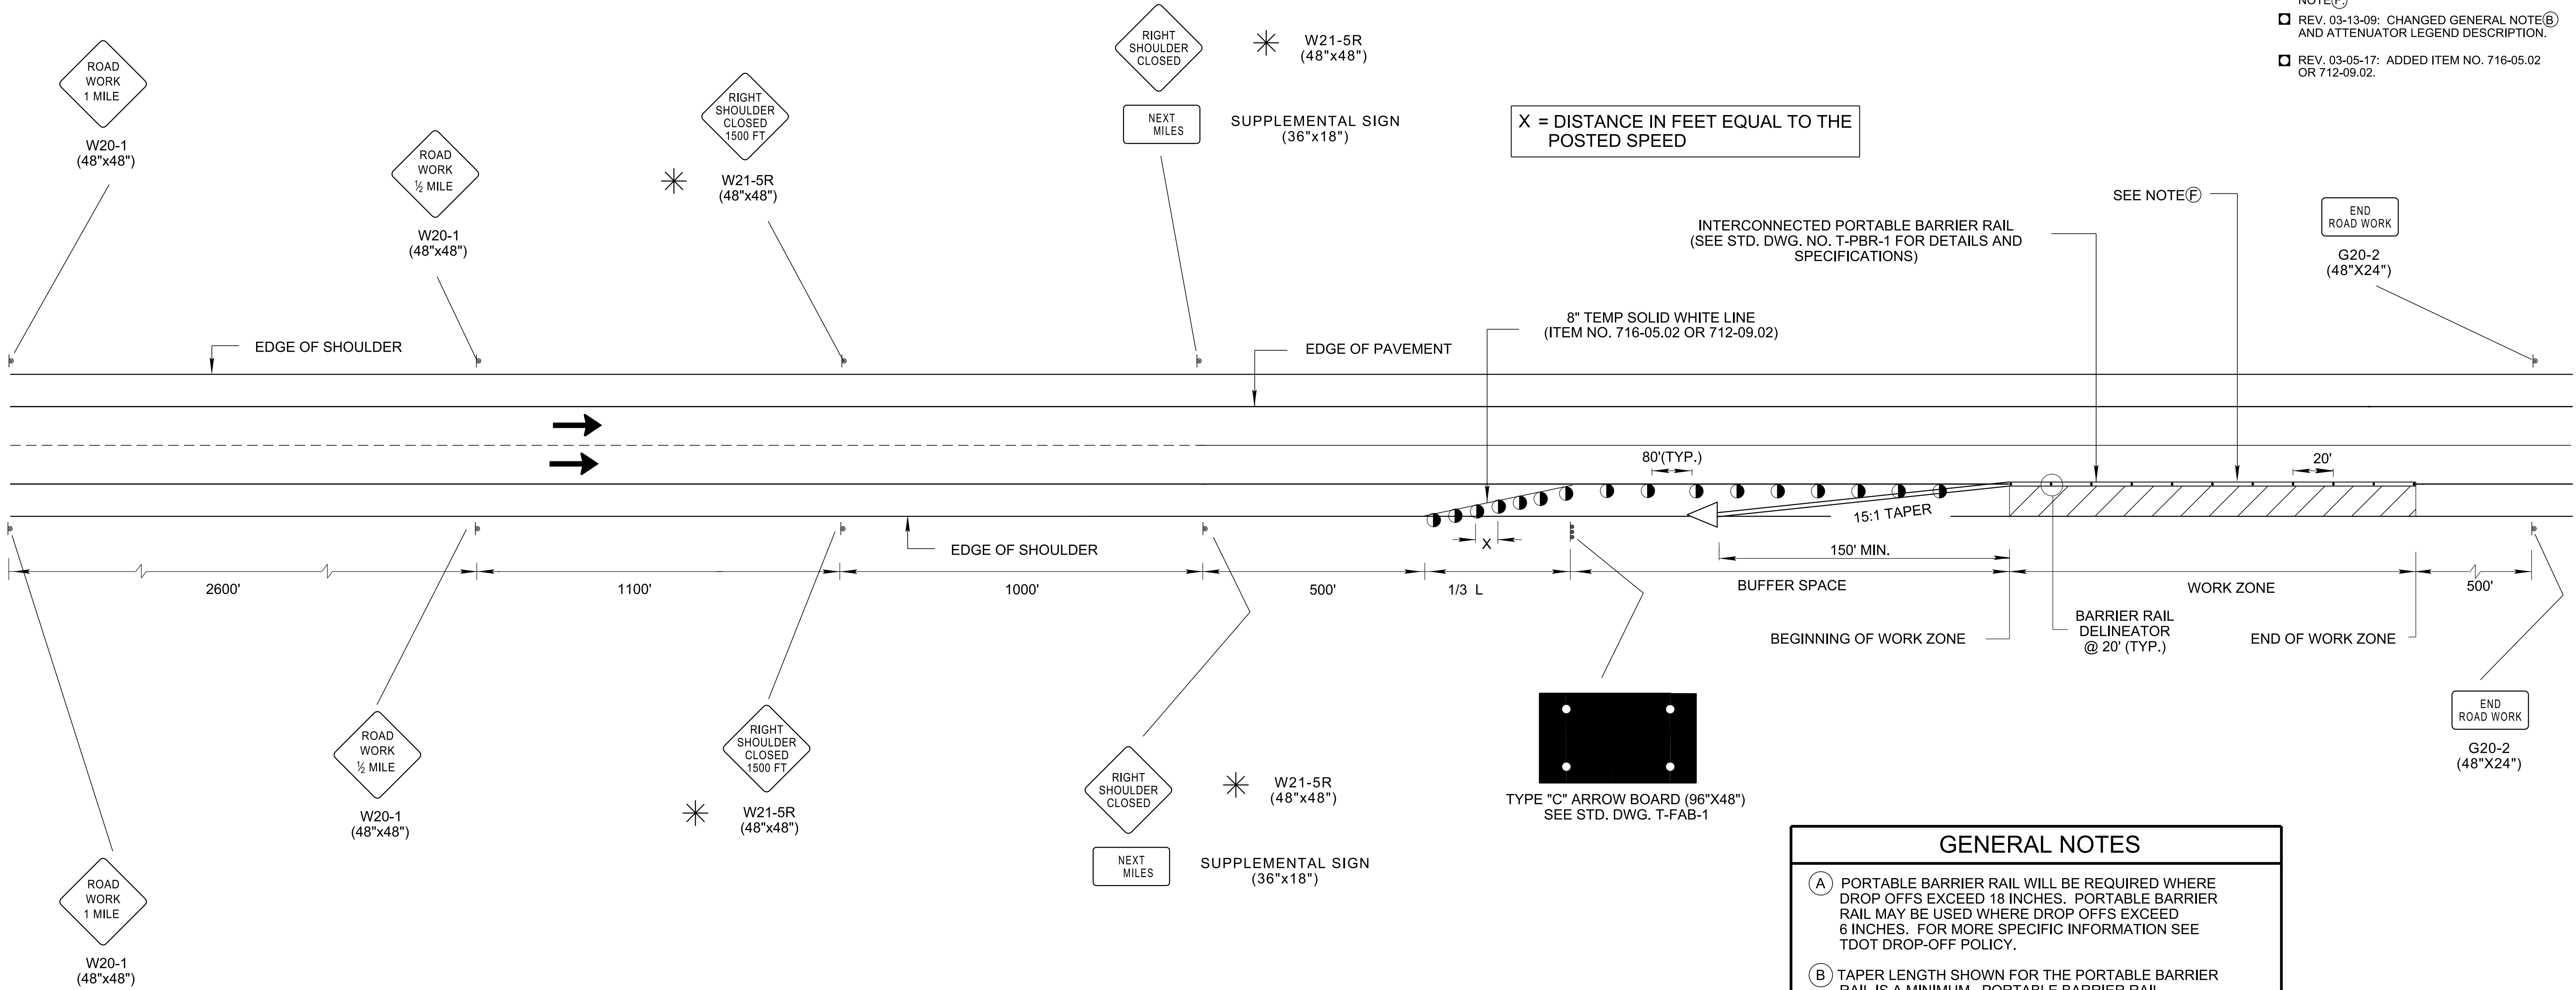 NOTE(F).
REV. 03-13-09: CHANGED GENERAL NOTE(B)
AND ATTENUATOR LEGEND DESCRIPTION.
REV. 03-05-17: ADDED ITEM NO. 716-05.02
OR 712-09.02.
ROAD
WORK
1 MILE
W20-1
(48"x48")
ROAD
WORK
½ MILE
W20-1
(48"x48")
RIGHT
SHOULDER
CLOSED
1500 FT
W21-5R
(48"x48")
RIGHT
SHOULDER
CLOSED
W21-5R
(48"x48")
NEXT
MILES
SUPPLEMENTAL SIGN
(36"x18")
X = DISTANCE IN FEET EQUAL TO THE
POSTED SPEED
SEE NOTE(F)
INTERCONNECTED PORTABLE BARRIER RAIL
(SEE STD. DWG. NO. T-PBR-1 FOR DETAILS AND
SPECIFICATIONS)
END
ROAD WORK
G20-2
(48"X24")
8" TEMP SOLID WHITE LINE
(ITEM NO. 716-05.02 OR 712-09.02)
EDGE OF SHOULDER
EDGE OF PAVEMENT
80'(TYP.)
20'
15:1 TAPER
X
EDGE OF SHOULDER
150' MIN.
2600'
1100'
1000'
500'
1/3 L
BUFFER SPACE
WORK ZONE
500'
BEGINNING OF WORK ZONE
BARRIER RAIL
DELINEATOR
@ 20' (TYP.)
END OF WORK ZONE
ROAD
WORK
1 MILE
W20-1
(48"x48")
ROAD
WORK
½ MILE
W20-1
(48"x48")
RIGHT
SHOULDER
CLOSED
1500 FT
W21-5R
(48"x48")
RIGHT
SHOULDER
CLOSED
W21-5R
(48"x48")
NEXT
MILES
SUPPLEMENTAL SIGN
(36"x18")
TYPE "C" ARROW BOARD (96"X48")
SEE STD. DWG. T-FAB-1
END
ROAD WORK
G20-2
(48"X24")
GENERAL NOTES
(A) PORTABLE BARRIER RAIL WILL BE REQUIRED WHERE
DROP OFFS EXCEED 18 INCHES. PORTABLE BARRIER
RAIL MAY BE USED WHERE DROP OFFS EXCEED
6 INCHES. FOR MORE SPECIFIC INFORMATION SEE
TDOT DROP-OFF POLICY.
(B) TAPER LENGTH SHOWN FOR THE PORTABLE BARRIER
RAIL IS A MINIMUM. PORTABLE BARRIER RAIL